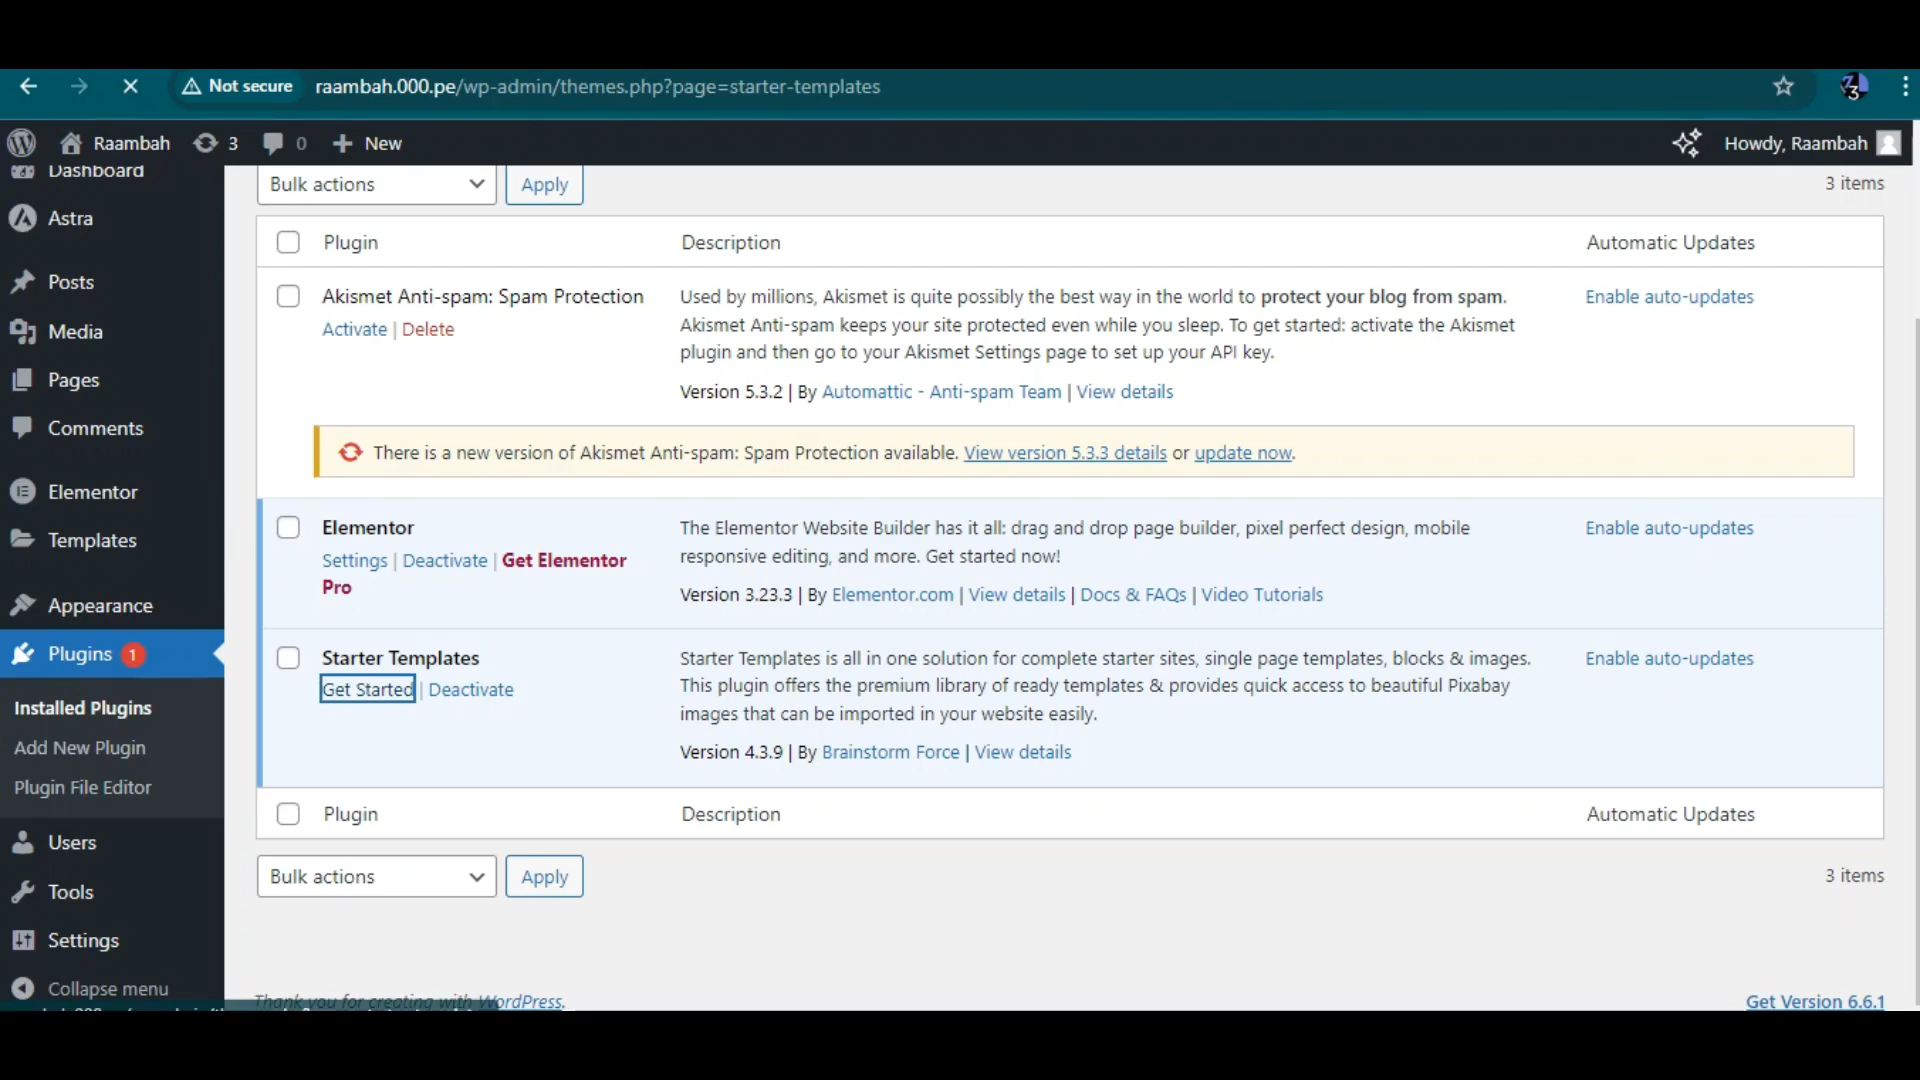 Not secure raambah.000.pe/wp-admin/themes.php?page=starter-templates
3
Raambah 3 0 New Howdy, Raambah
Dashboard
Astra
Posts
Media
Pages
Comments
Elementor
Templates
Appearance
Plugins 1
Installed Plugins
Add New Plugin
Plugin File Editor
Users
Tools
Settings
Collapse menu
Bulk actions Apply 3 items
Plugin Description Automatic Updates
Akismet Anti-spam: Spam Protection
Activate | Delete
Used by millions, Akismet is quite possibly the best way in the world to protect your blog from spam.
Akismet Anti-spam keeps your site protected even while you sleep. To get started: activate the Akismet
plugin and then go to your Akismet Settings page to set up your API key.
Version 5.3.2 | By Automattic - Anti-spam Team | View details
Enable auto-updates
There is a new version of Akismet Anti-spam: Spam Protection available. View version 5.3.3 details or update now.
Elementor
Settings | Deactivate | Get Elementor
Pro
The Elementor Website Builder has it all: drag and drop page builder, pixel perfect design, mobile
responsive editing, and more. Get started now!
Version 3.23.3 | By Elementor.com | View details | Docs & FAQs | Video Tutorials
Enable auto-updates
Starter Templates
Get Started | Deactivate
Starter Templates is all in one solution for complete starter sites, single page templates, blocks & images.
This plugin offers the premium library of ready templates & provides quick access to beautiful Pixabay
images that can be imported in your website easily.
Version 4.3.9 | By Brainstorm Force | View details
Enable auto-updates
Plugin Description Automatic Updates
Bulk actions Apply 3 items
Thank you for creating with WordPress.
Get Version 6.6.1